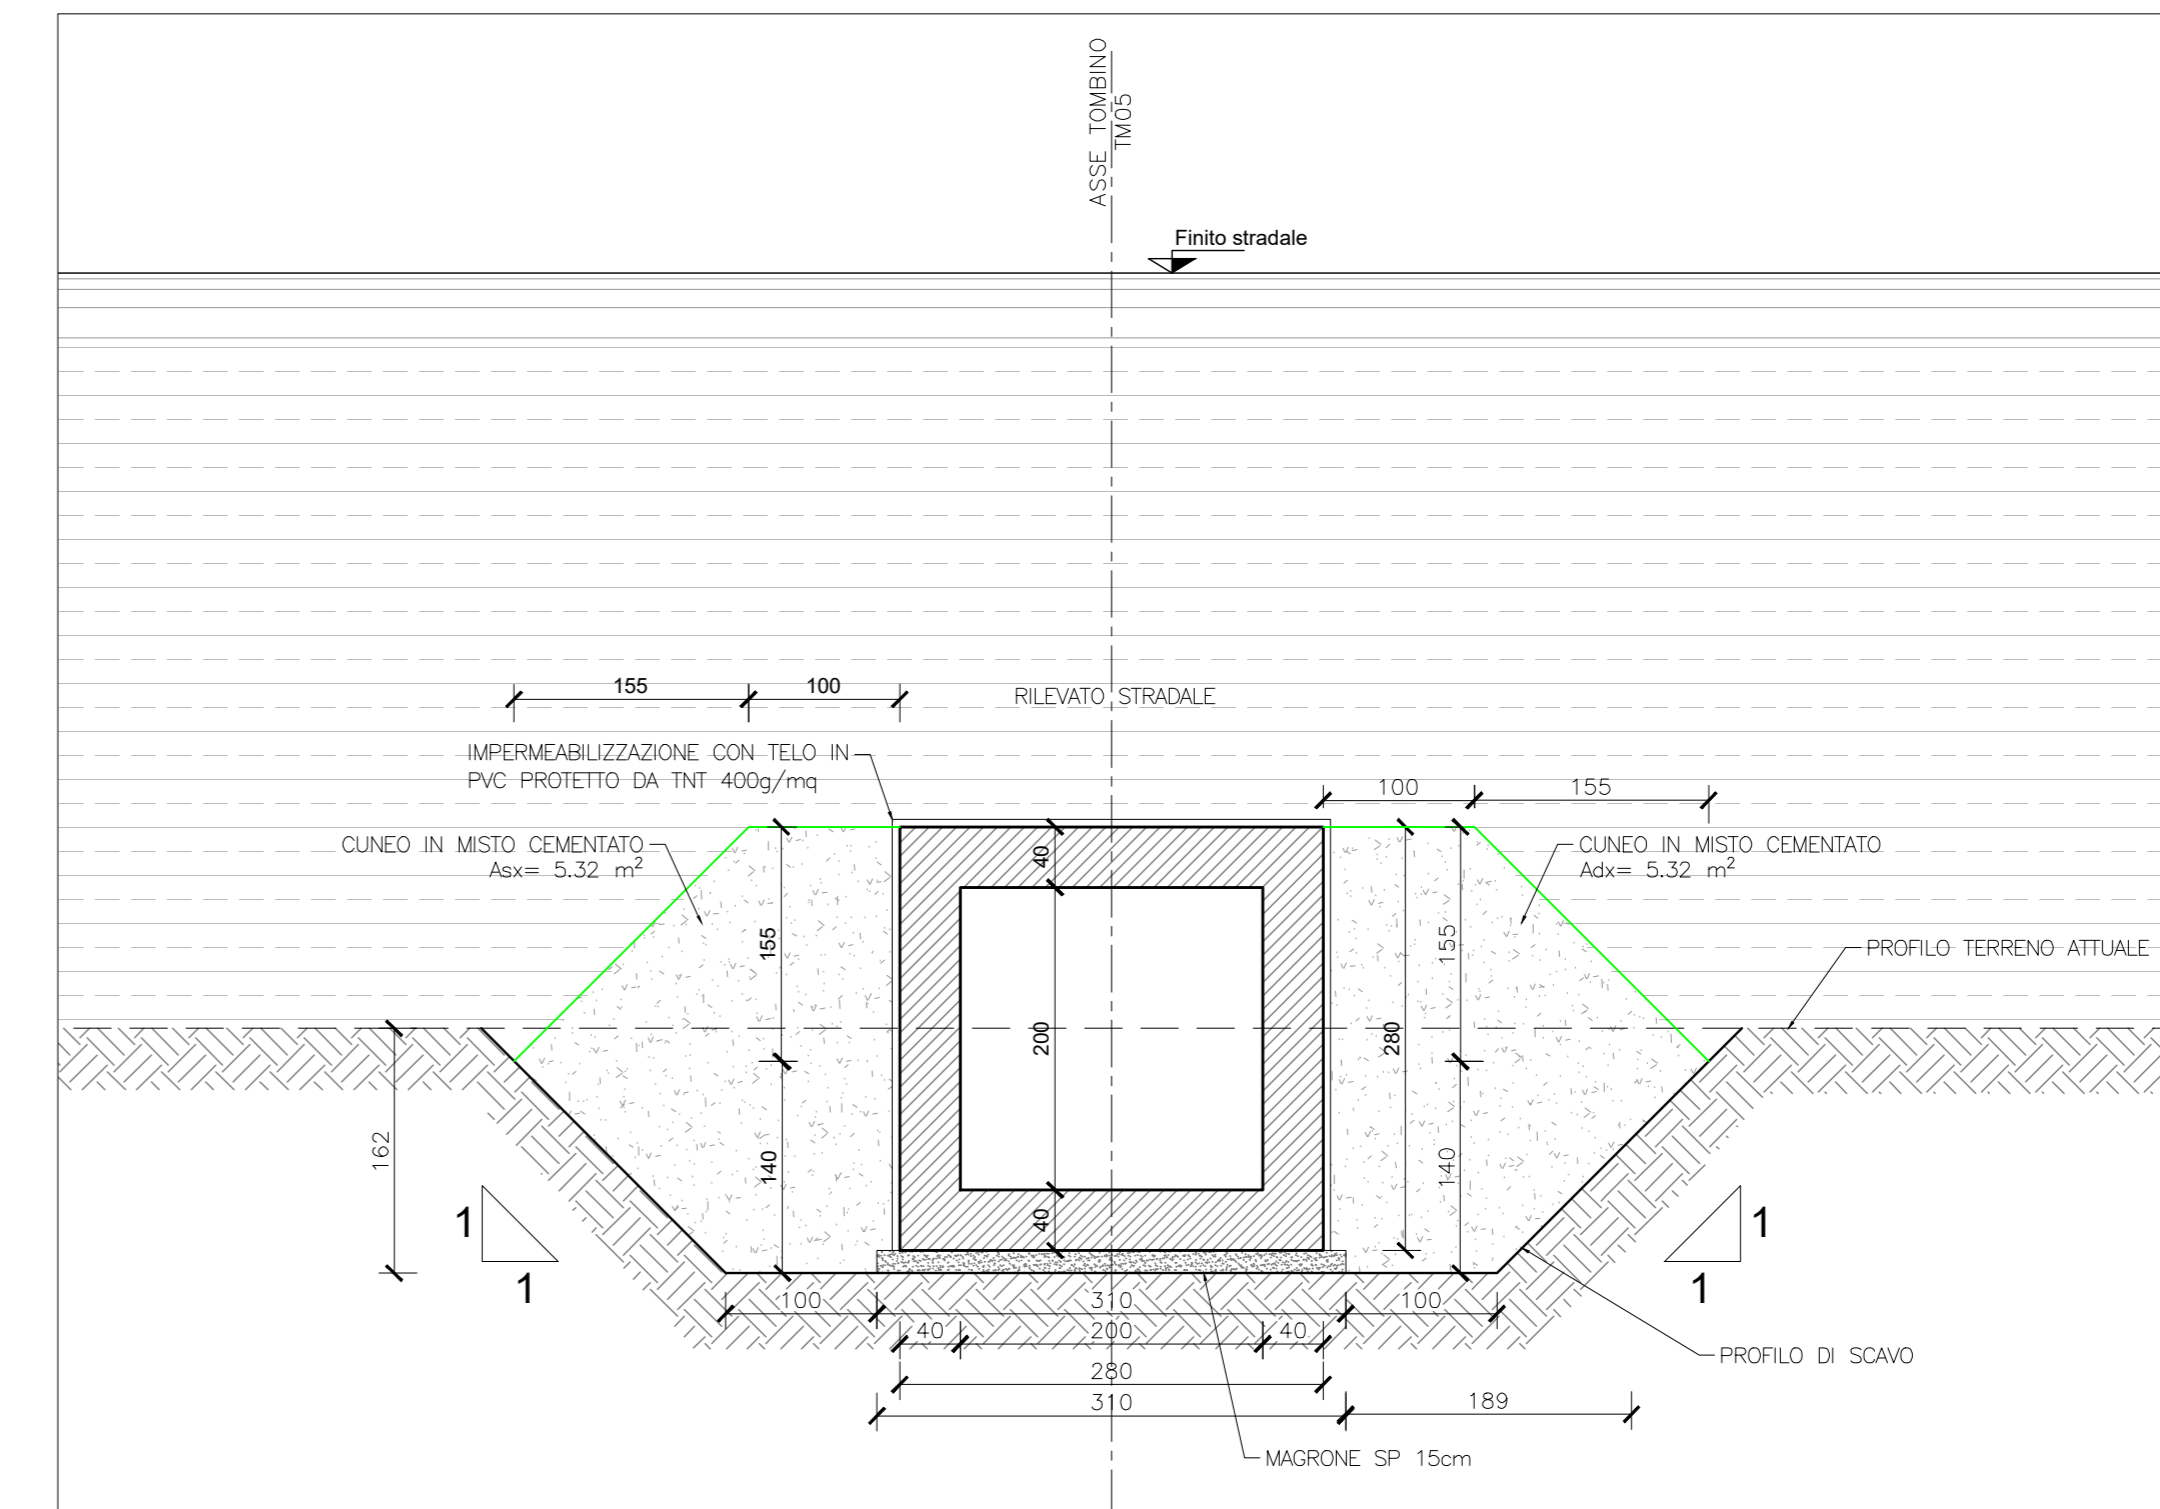 ASSE TOMBINO
TM05
Finito stradale
155
100
RILEVATO STRADALE
IMPERMEABILIZZAZIONE CON TELO IN
PVC PROTETTO DA TNT 400g/mq
100
155
CUNEO IN MISTO CEMENTATO
Asx= 5.32 m²
40
CUNEO IN MISTO CEMENTATO
Adx= 5.32 m²
155
155
PROFILO TERRENO ATTUALE
200
280
162
140
140
40
1
1
1
1
100
310
100
40
200
40
PROFILO DI SCAVO
280
310
189
MAGRONE SP 15cm